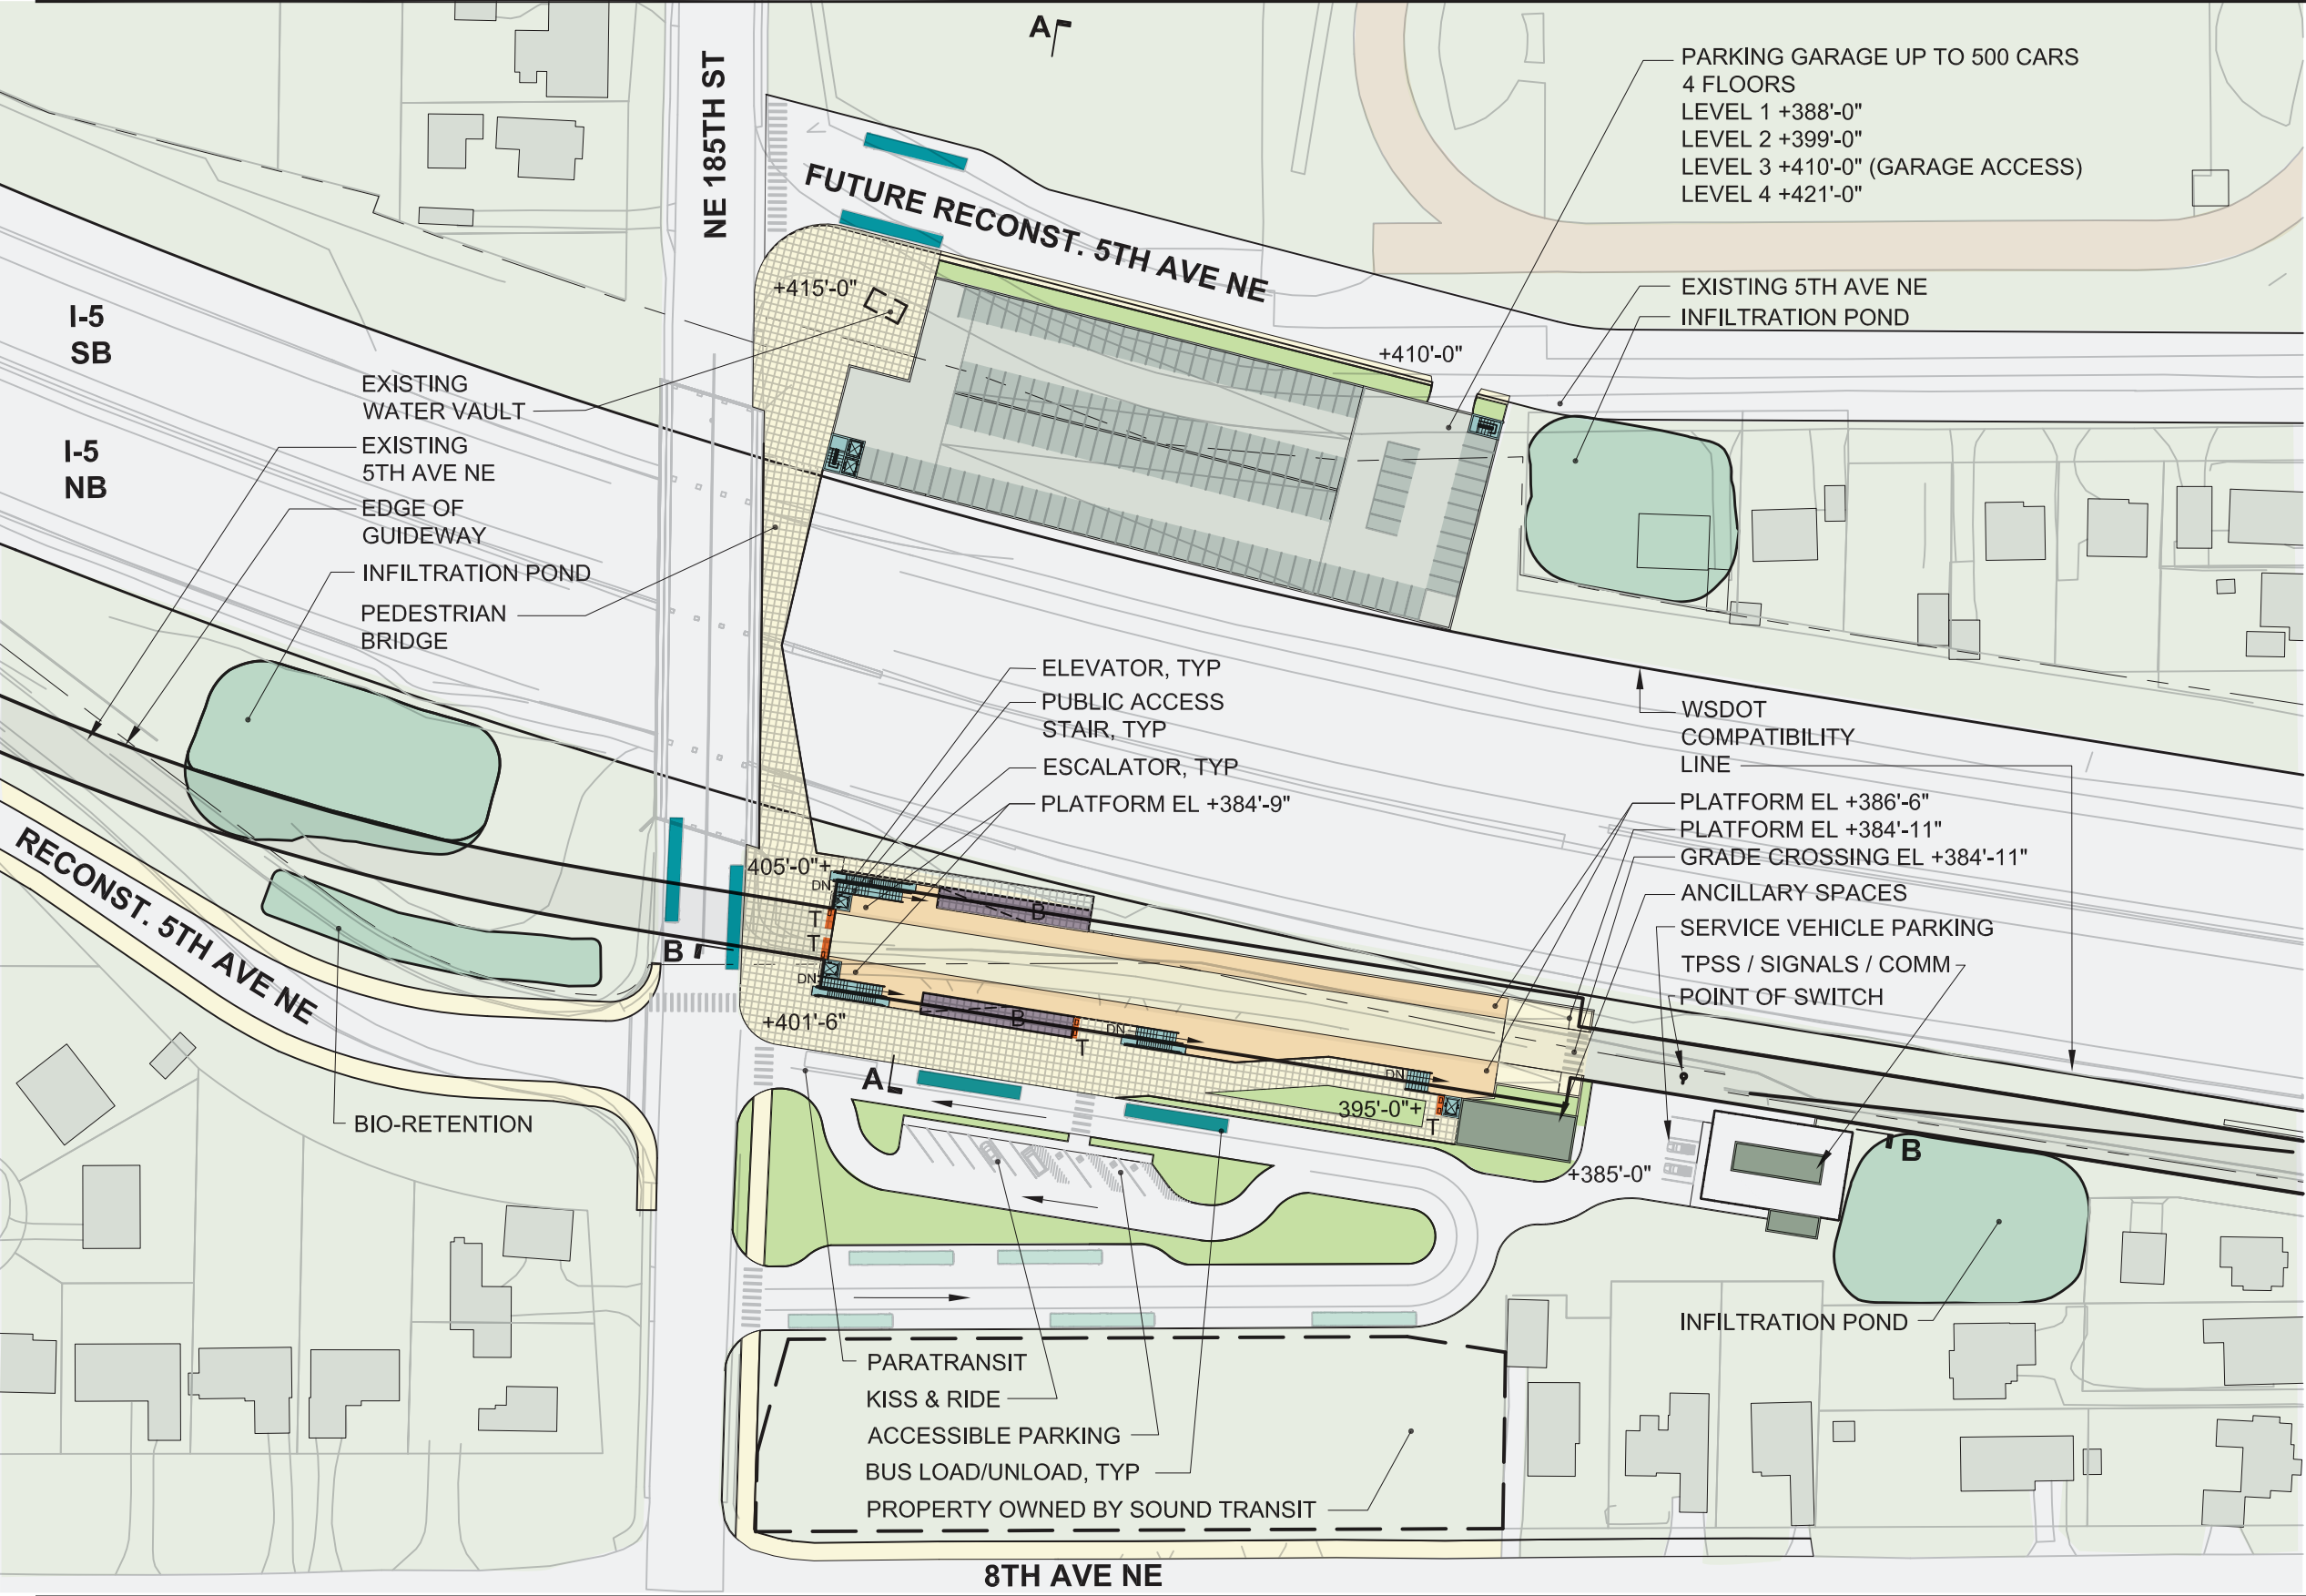 A
PARKING GARAGE UP TO 500 CARS
4 FLOORS
LEVEL 1 +388'-0"
LEVEL 2 +399'-0"
LEVEL 3 +410'-0" (GARAGE ACCESS)
LEVEL 4 +421'-0"
NE 185TH ST
FUTURE RECONST. 5TH AVE NE
+415'-0"
+410'-0"
EXISTING 5TH AVE NE
INFILTRATION POND
I-5
SB
I-5
NB
EXISTING
WATER VAULT
EXISTING
5TH AVE NE
EDGE OF
GUIDEWAY
INFILTRATION POND
PEDESTRIAN
BRIDGE
ELEVATOR, TYP
PUBLIC ACCESS
STAIR, TYP
ESCALATOR, TYP
PLATFORM EL +384'-9"
WSDOT
COMPATIBILITY
LINE
PLATFORM EL +386'-6"
PLATFORM EL +384'-11"
GRADE CROSSING EL +384'-11"
ANCILLARY SPACES
SERVICE VEHICLE PARKING
TPSS / SIGNALS / COMM
POINT OF SWITCH
RECONST. 5TH AVE NE
405'-0"+
DN
B
T
T
B
DN
B
+401'-6"
DN
T
A
DN
395'-0"+
T
+385'-0"
B
BIO-RETENTION
INFILTRATION POND
PARATRANSIT
KISS & RIDE
ACCESSIBLE PARKING
BUS LOAD/UNLOAD, TYP
PROPERTY OWNED BY SOUND TRANSIT
8TH AVE NE